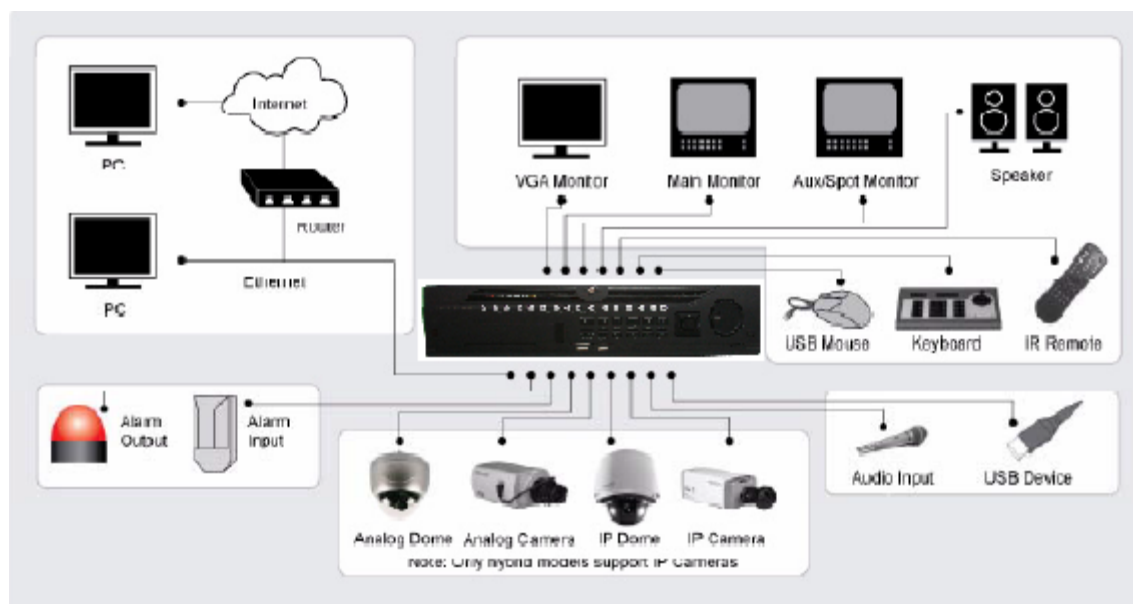 Internet
PC
Router
PC
Ethernet
VGA Monitor
Main Monitor
Aux/Spot Monitor
Speaker
USB Mouse
Keyboard
IR Remote
Alarm
Output
Alarm
Input
Analog Dome
Analog Camera
IP Dome
IP Camera
Note: Only hybrid models support IP Cameras
Audio Input
USB Device